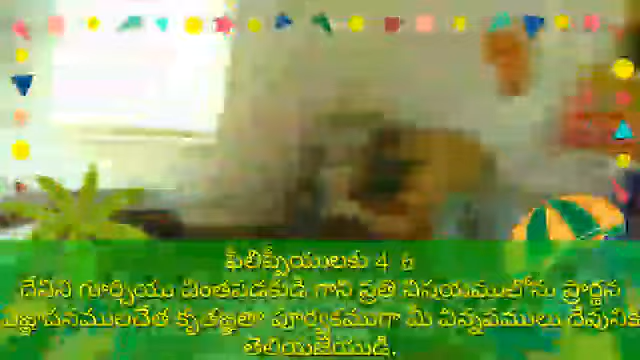 ఫిలిప్పీయులకు 4 6
దేనిని గూర్చియు చింతపడకుడి గాని ప్రతి విషయములోను ప్రార్థన
విజ్ఞాపనములచేత కృతజ్ఞతా పూర్వకముగా మీ విన్నపములు దేవునికి
తెలియజేయుడి.